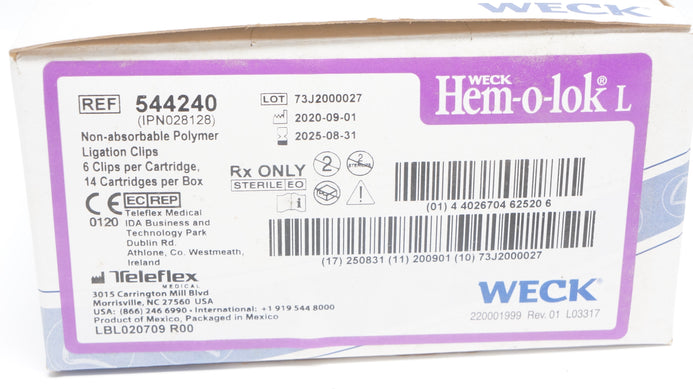 WECK
WECK
Hem-o-lok® L
REF 544240
(IPN028128)
Non-absorbable Polymer
Ligation Clips
6 Clips per Cartridge,
14 Cartridges per Box
LOT 73J2000027
2020-09-01
2025-08-31
Rx ONLY
STERILE EO
2
2
STERILIZE
i
!
CE
0120
EC REP
Teleflex Medical
IDA Business and
Technology Park
Dublin Rd.
Athlone, Co. Westmeath,
Ireland
(01) 4 4026704 62520 6
(17) 250831 (11) 200901 (10) 73J2000027
Teleflex
MEDICAL
3015 Carrington Mill Blvd.
Morrisville, NC 27560 USA
USA: (866) 246 6990 • International: +1 919 544 8000
Product of Mexico, Packaged in Mexico
LBL020709 R00
WECK®
220001999 Rev. 01 L03317